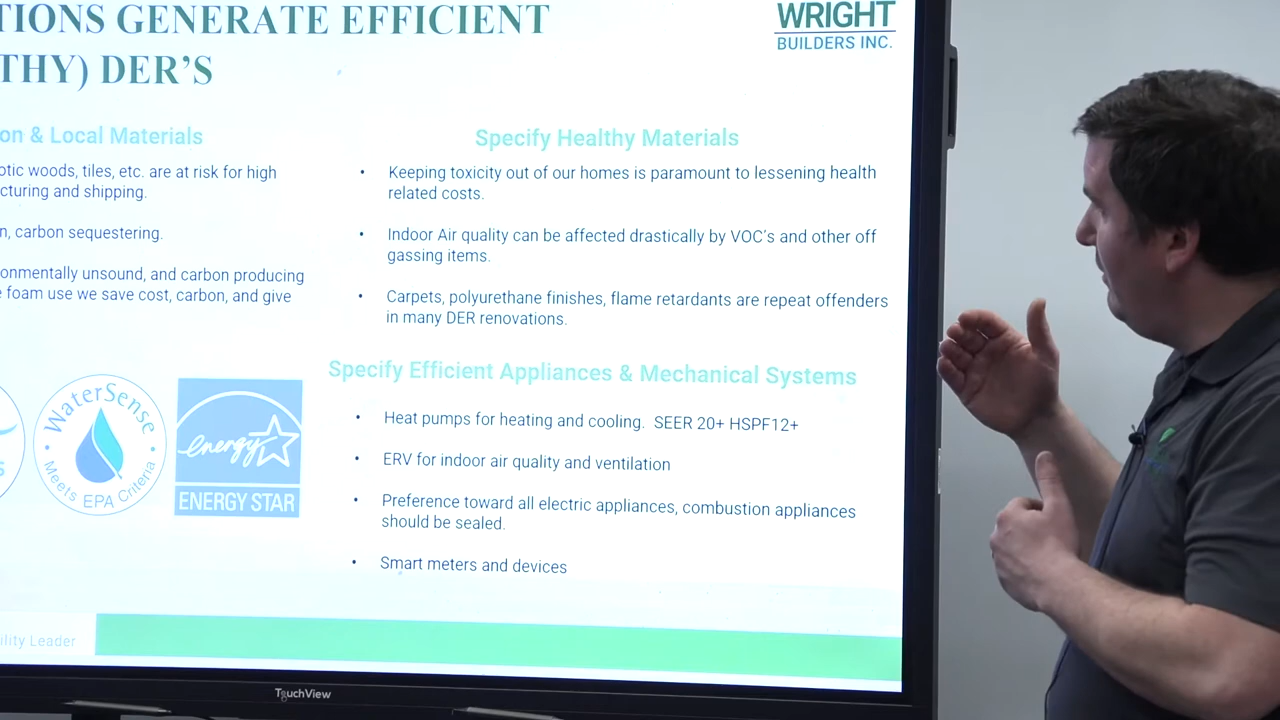 TIONS GENERATE EFFICIENT
THY) DER'S
WRIGHT
BUILDERS INC.
on & Local Materials
otic woods, tiles, etc. are at risk for high
cturing and shipping.
n, carbon sequestering.
onmentally unsound, and carbon producing
e foam use we save cost, carbon, and give
WaterSense
Meets EPA Criteria
energy
ENERGY STAR
Specify Healthy Materials
• Keeping toxicity out of our homes is paramount to lessening health
related costs.
• Indoor Air quality can be affected drastically by VOC's and other off
gassing items.
• Carpets, polyurethane finishes, flame retardants are repeat offenders
in many DER renovations.
Specify Efficient Appliances & Mechanical Systems
• Heat pumps for heating and cooling. SEER 20+ HSPF12+
• ERV for indoor air quality and ventilation
• Preference toward all electric appliances, combustion appliances
should be sealed.
• Smart meters and devices
ility Leader
TouchView